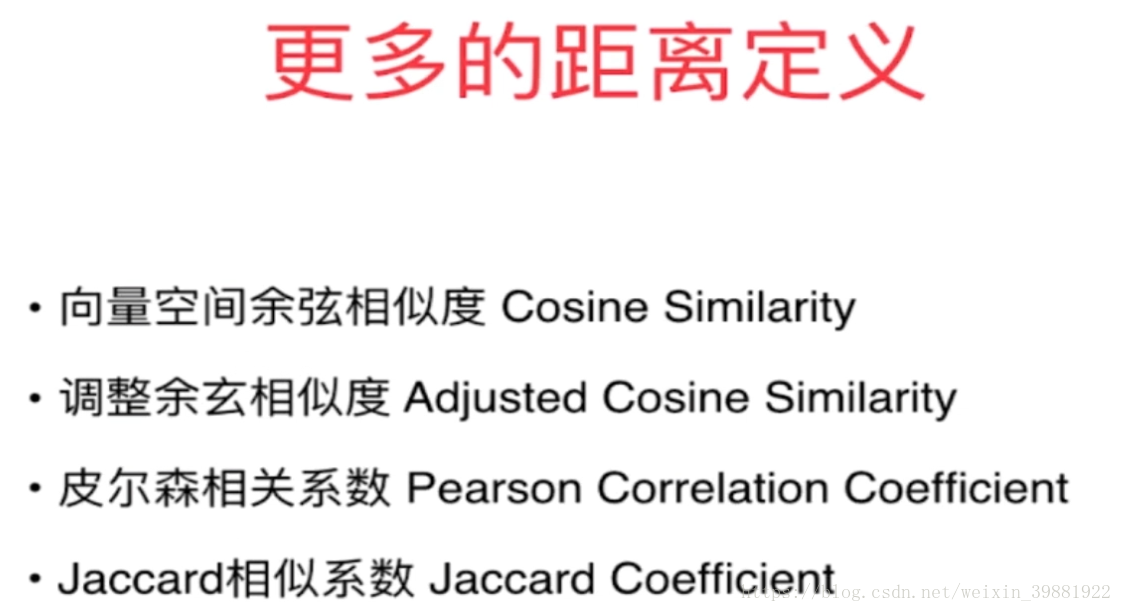 更多的距离定义
• 向量空间余弦相似度 Cosine Similarity
• 调整余玄相似度 Adjusted Cosine Similarity
• 皮尔森相关系数 Pearson Correlation Coefficient
• Jaccard相似系数 Jaccard Coefficient
https://blog.csdn.net/weixin_39881922